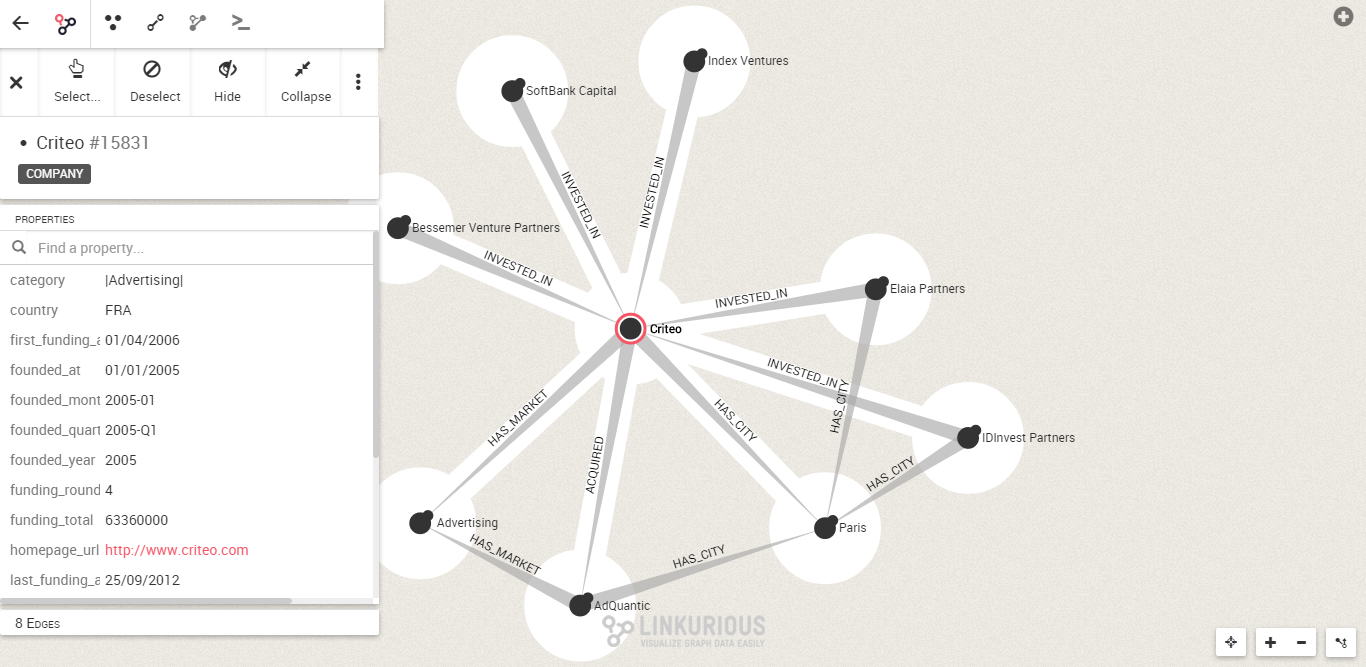 Select...
Deselect
Hide
Collapse
Criteo #15831
COMPANY
PROPERTIES
Find a property...
category |Advertising|
country FRA
first_funding_a 01/04/2006
founded_at 01/01/2005
founded_mont 2005-01
founded_quart 2005-Q1
founded_year 2005
funding_round 4
funding_total 63360000
homepage_url http://www.criteo.com
last_funding_a 25/09/2012
8 EDGES
Index Ventures
SoftBank Capital
INVESTED_IN
INVESTED_IN
Bessemer Venture Partners
INVESTED_IN
INVESTED_IN
Elaia Partners
Criteo
INVESTED_IN
HAS_CITY
HAS_MARKET
HAS_CITY
IDInvest Partners
ACQUIRED
HAS_CITY
Advertising
Paris
HAS_MARKET
HAS_CITY
AdQuantic
LINKURIOUS
VISUALIZE GRAPH DATA EASILY